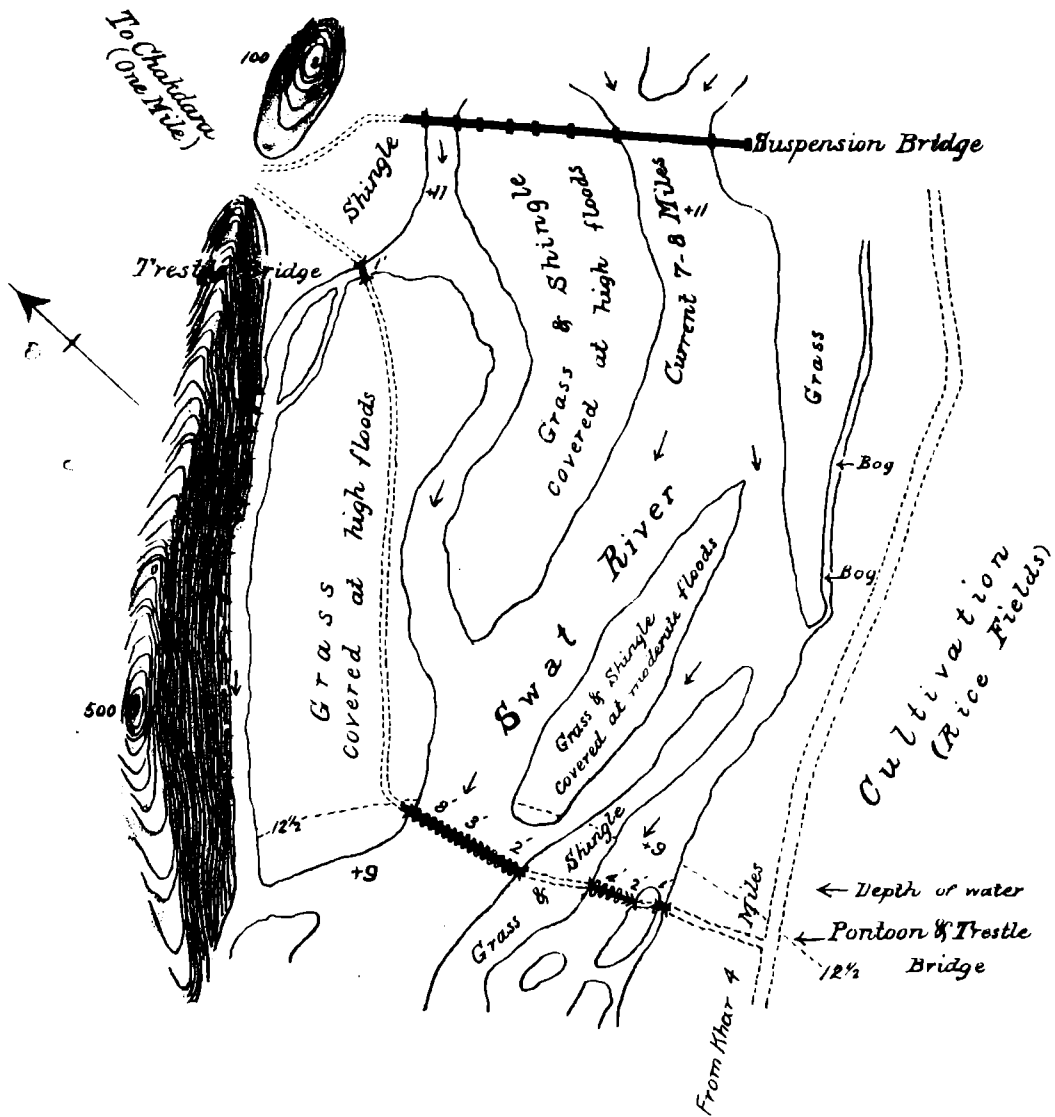 To Chakdara
(One Mile)
100
Suspension Bridge
Shingle
+11
Grass & Shingle
covered at high floods
+11
Current 7-8 Miles
Trestle Bridge
Grass
Bog
Bog
Grass
covered at high floods
Swat River
Grass & Shingle
covered at moderate floods
Cultivation
(Rice Fields)
500
12½
+9
8
3
2
Grass & Shingle
4
2
+6
Miles
Depth of water
Pontoon & Trestle
Bridge
12½
From Khar 4